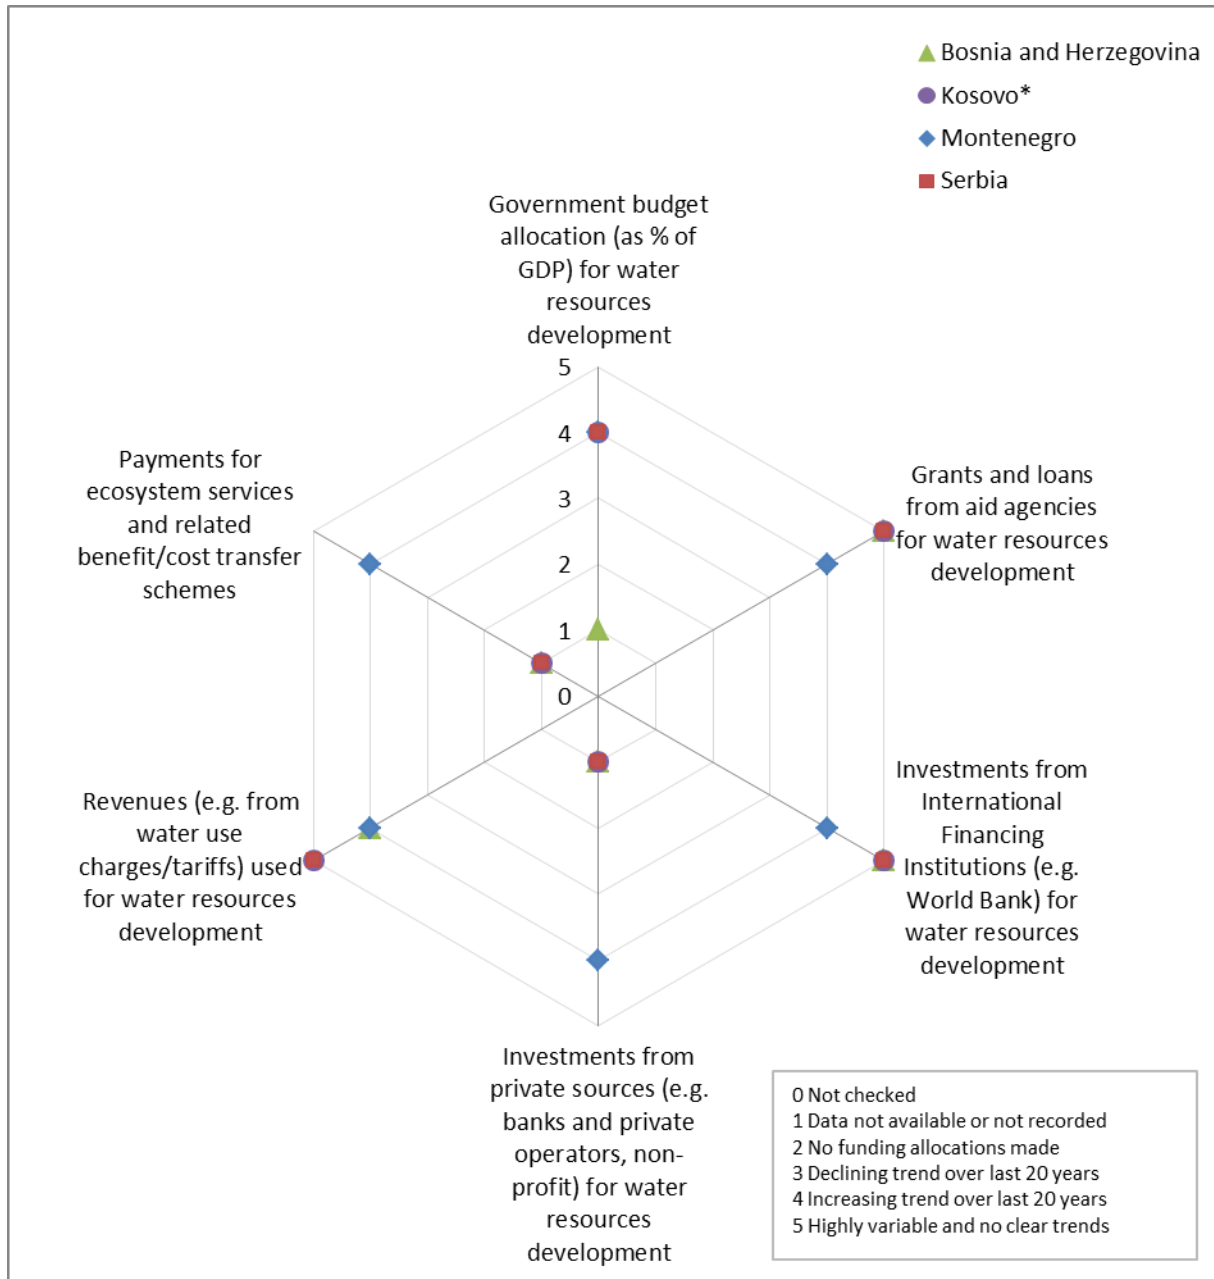 Bosnia and Herzegovina
Kosovo*
Montenegro
Serbia
Government budget
allocation (as % of
GDP) for water
resources
development
5
4
3
2
1
0
Grants and loans
from aid agencies
for water resources
development
Investments from
International
Financing
Institutions (e.g.
World Bank) for
water resources
development
Investments from
private sources (e.g.
banks and private
operators, non-
profit) for water
resources
development
Revenues (e.g. from
water use
charges/tariffs) used
for water resources
development
Payments for
ecosystem services
and related
benefit/cost transfer
schemes
0 Not checked
1 Data not available or not recorded
2 No funding allocations made
3 Declining trend over last 20 years
4 Increasing trend over last 20 years
5 Highly variable and no clear trends